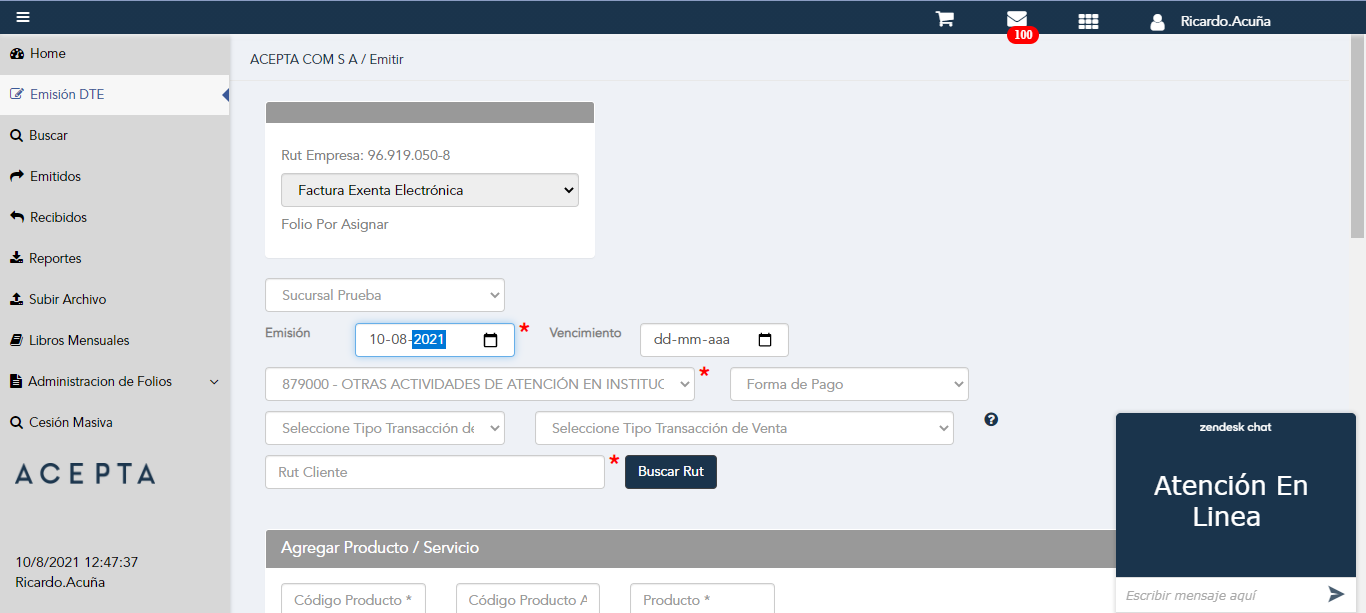 Ricardo.Acuña
100
Home
Emisión DTE
Buscar
Emitidos
Recibidos
Reportes
Subir Archivo
Libros Mensuales
Administracion de Folios
Cesión Masiva
ACEPTA
10/8/2021 12:47:37
Ricardo.Acuña
ACEPTA COM S A / Emitir
Rut Empresa: 96.919.050-8
Factura Exenta Electrónica
Folio Por Asignar
Sucursal Prueba
Emisión 10-08-2021 * Vencimiento dd-mm-aaa
879000 - OTRAS ACTIVIDADES DE ATENCIÓN EN INSTITUC * Forma de Pago
Seleccione Tipo Transacción de Seleccione Tipo Transacción de Venta ?
Rut Cliente * Buscar Rut
Agregar Producto / Servicio
Código Producto * Código Producto A Producto *
zendesk chat
Atención En
Linea
Escribir mensaje aquí